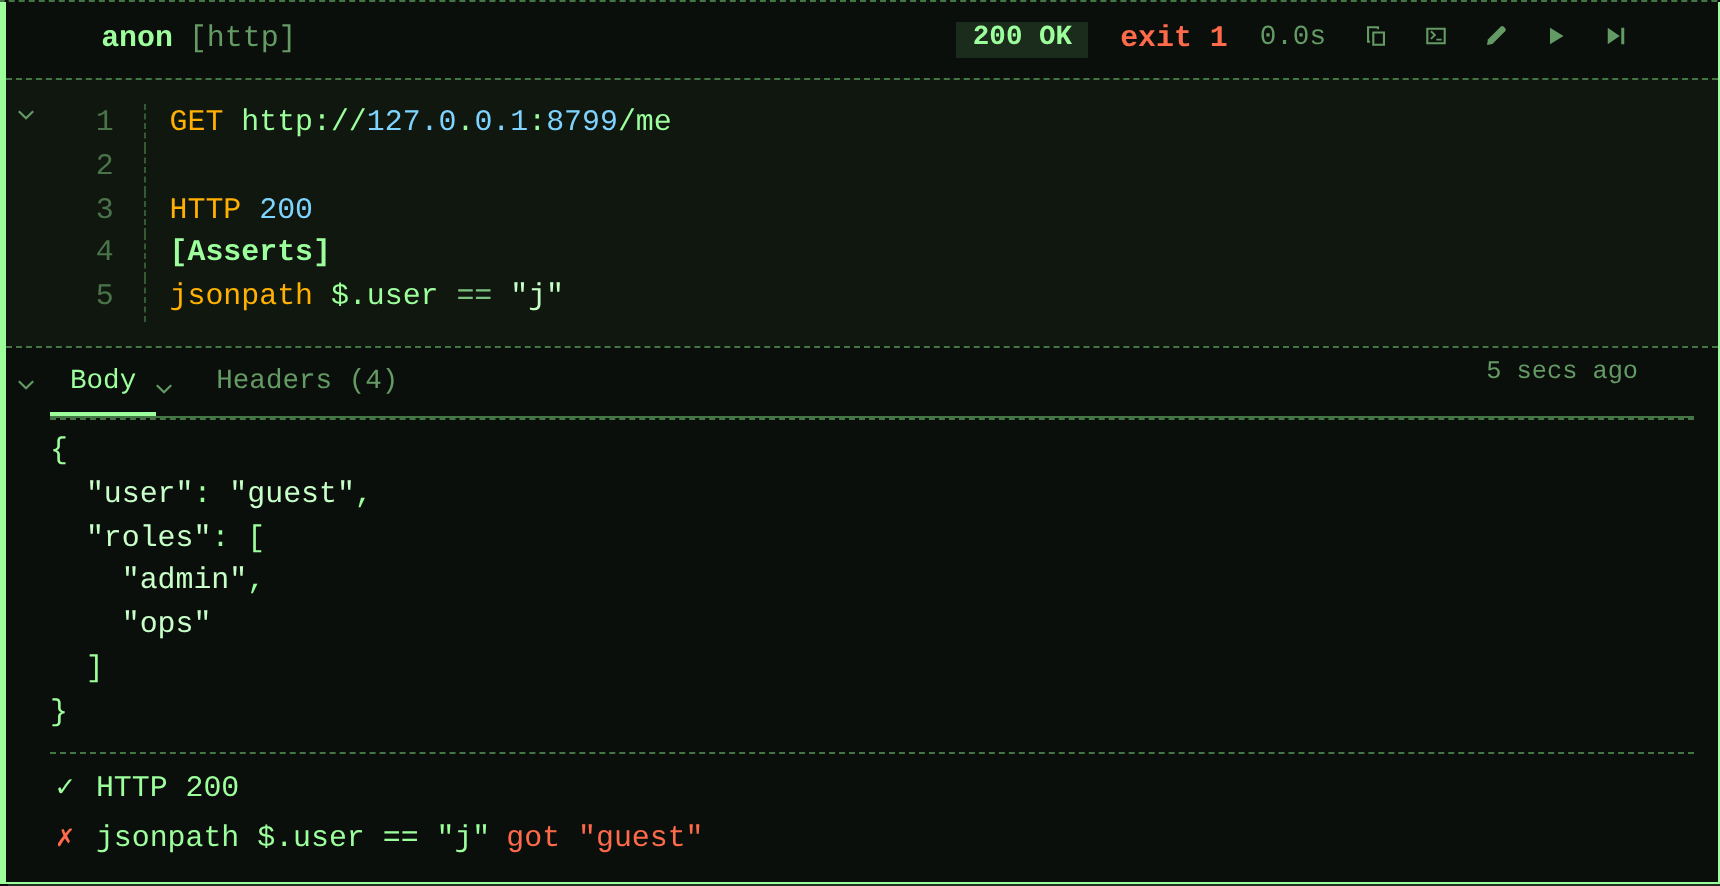 anon [http] 200 OK exit 1 0.0s
1 GET http://127.0.0.1:8799/me
2
3 HTTP 200
4 [Asserts]
5 jsonpath $.user == "j"
Body Headers (4) 5 secs ago
{
  "user": "guest",
  "roles": [
    "admin",
    "ops"
  ]
}
✓ HTTP 200
✗ jsonpath $.user == "j" got "guest"